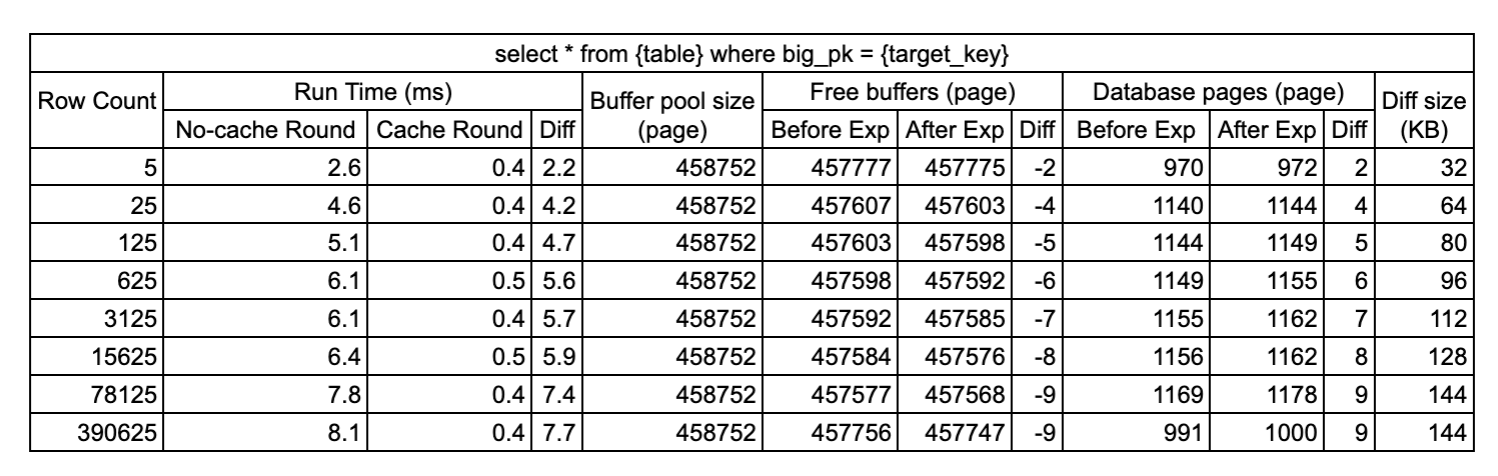 select * from {table} where big_pk = {target_key}
Row Count Run Time (ms) Buffer pool size (page) Free buffers (page) Database pages (page) Diff size (KB)
No-cache Round Cache Round Diff Before Exp After Exp Diff Before Exp After Exp Diff
5 2.6 0.4 2.2 458752 457777 457775 -2 970 972 2 32
25 4.6 0.4 4.2 458752 457607 457603 -4 1140 1144 4 64
125 5.1 0.4 4.7 458752 457603 457598 -5 1144 1149 5 80
625 6.1 0.5 5.6 458752 457598 457592 -6 1149 1155 6 96
3125 6.1 0.4 5.7 458752 457592 457585 -7 1155 1162 7 112
15625 6.4 0.5 5.9 458752 457584 457576 -8 1156 1162 8 128
78125 7.8 0.4 7.4 458752 457577 457568 -9 1169 1178 9 144
390625 8.1 0.4 7.7 458752 457756 457747 -9 991 1000 9 144